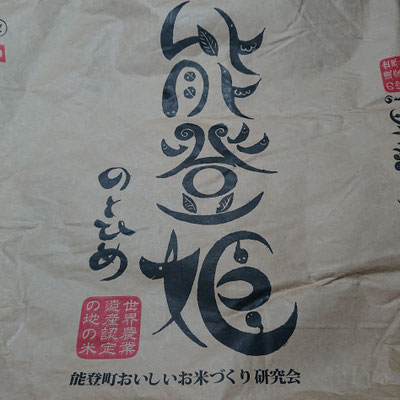 能登姫
のとひめ
世界農業
遺産認定
の地の米
能登町おいしいお米づくり研究会